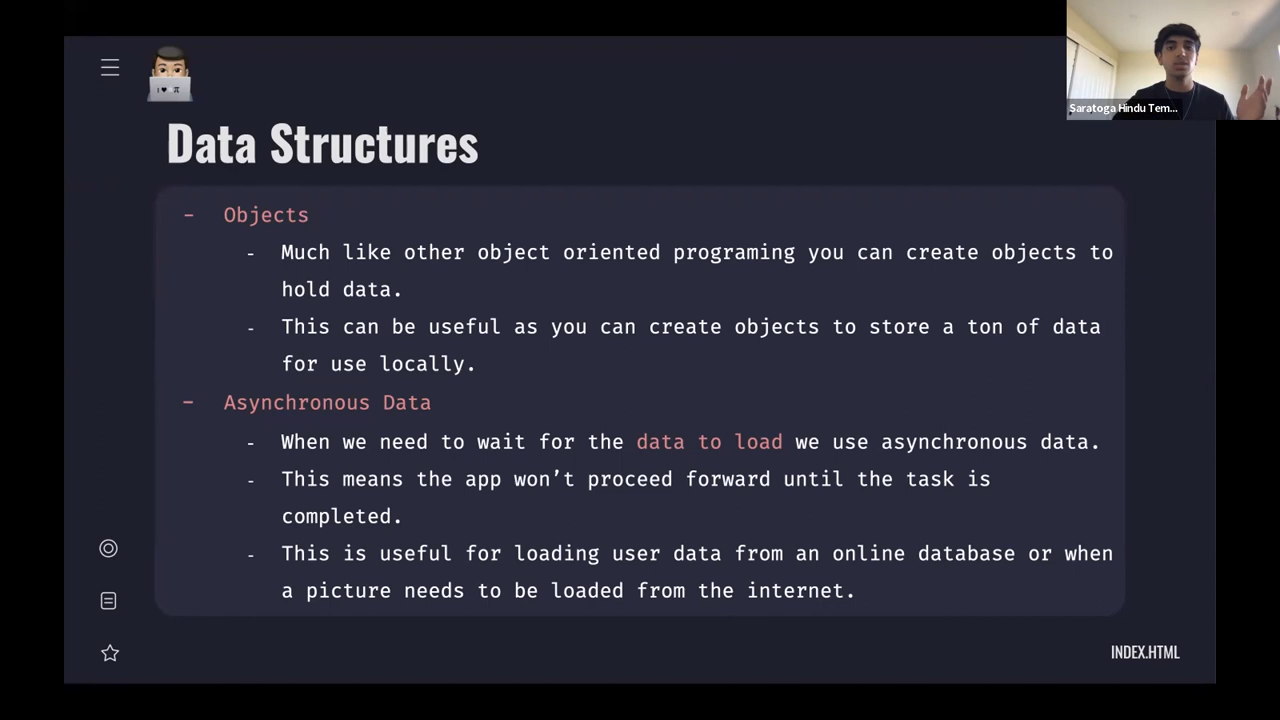 Saratoga Hindu Tem...
Data Structures
- Objects
- Much like other object oriented programing you can create objects to
hold data.
- This can be useful as you can create objects to store a ton of data
for use locally.
- Asynchronous Data
- When we need to wait for the data to load we use asynchronous data.
- This means the app won’t proceed forward until the task is
completed.
- This is useful for loading user data from an online database or when
a picture needs to be loaded from the internet.
INDEX.HTML